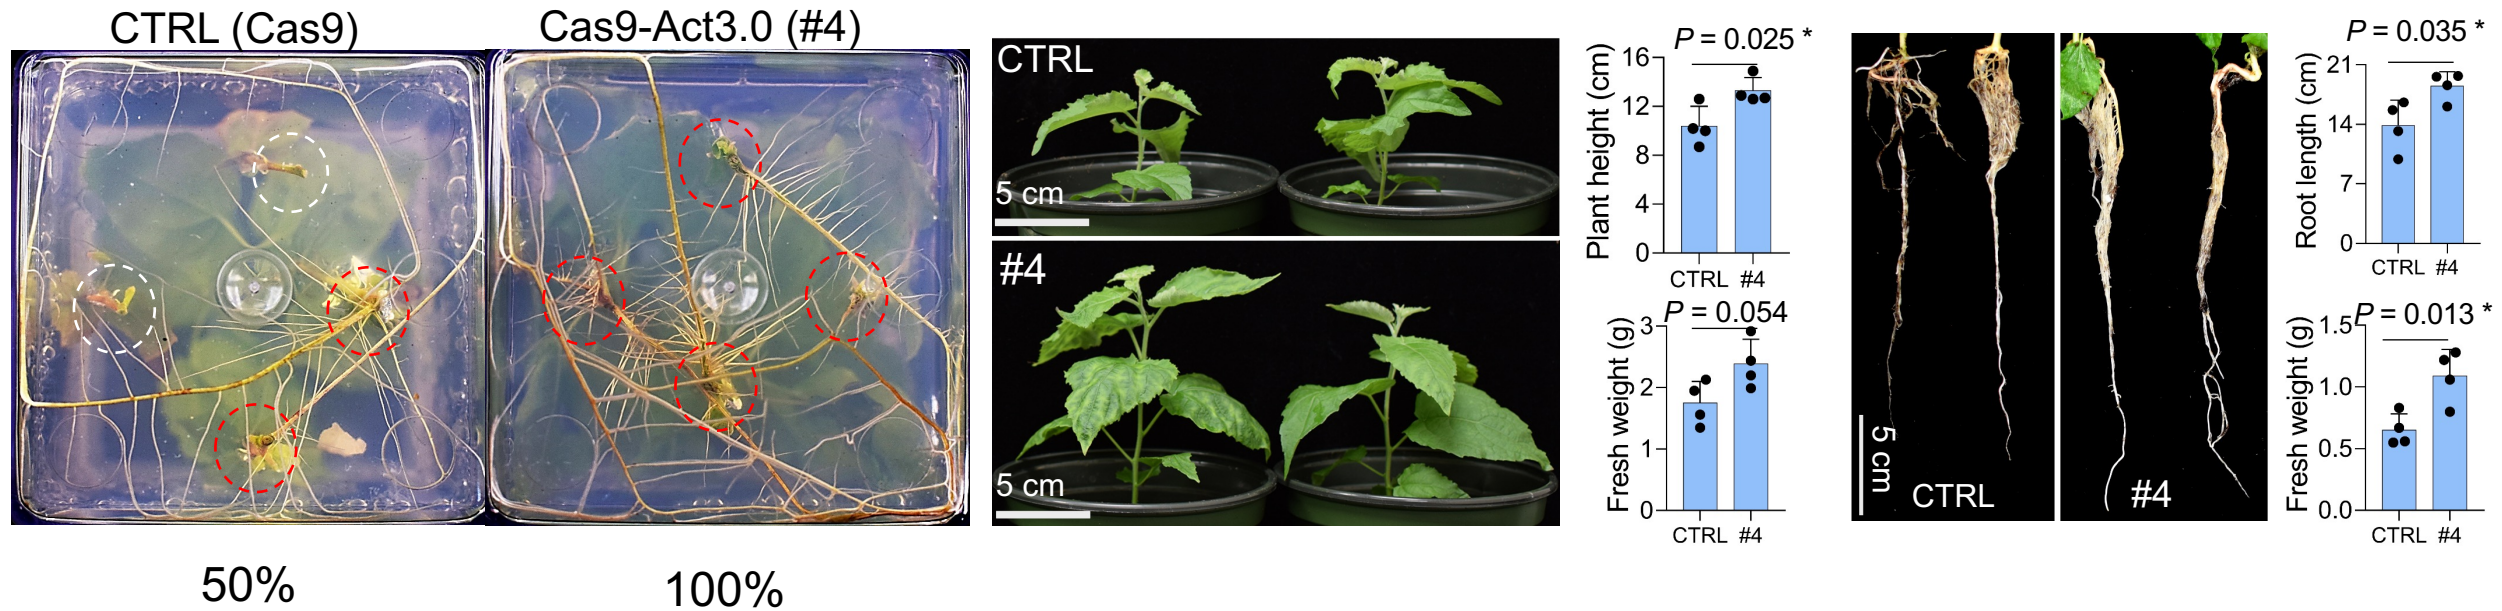 CTRL (Cas9)
Cas9-Act3.0 (#4)
50%
100%
CTRL
5 cm
#4
5 cm
P = 0.025 *
Plant height (cm)
16
12
8
4
0
CTRL #4
P = 0.054
Fresh weight (g)
3
2
1
0
CTRL #4
5 cm
CTRL
#4
P = 0.035 *
Root length (cm)
21
14
7
0
CTRL #4
P = 0.013 *
Fresh weight (g)
1.5
1.0
0.5
0.0
CTRL #4